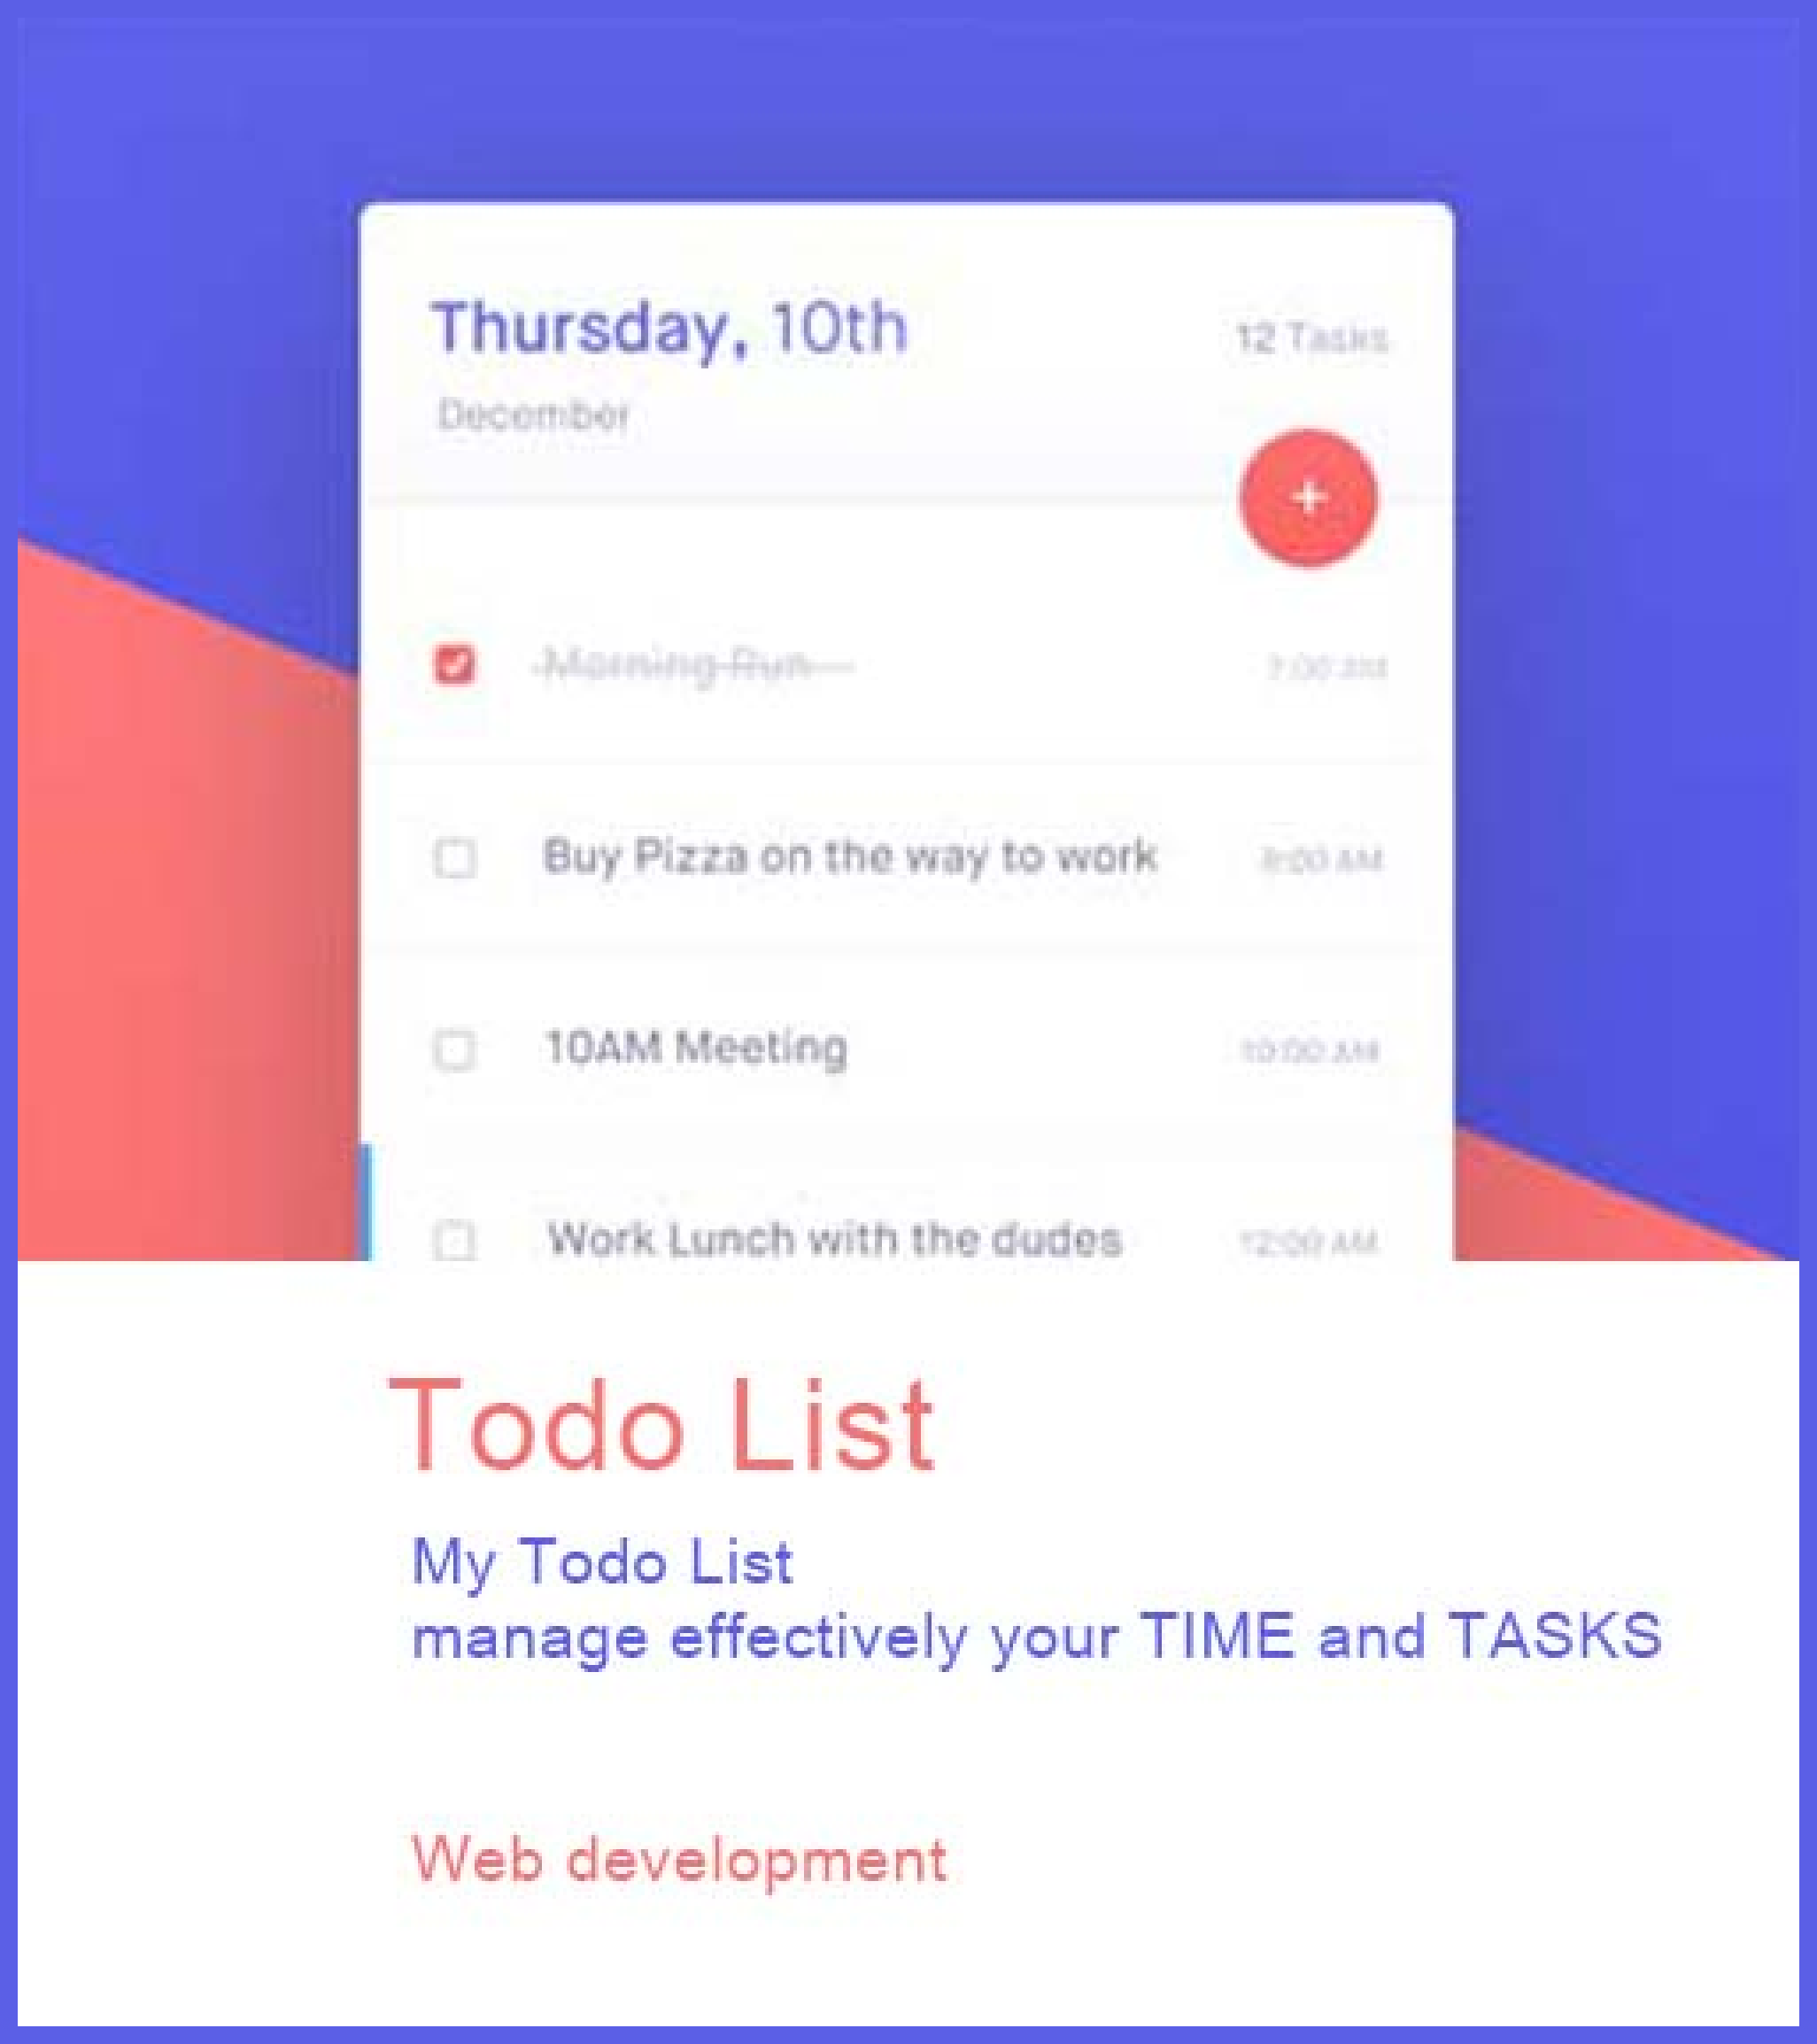 Thursday, 10th
12 Tasks
December
+
Morning Run
7:00 AM
Buy Pizza on the way to work
8:00 AM
10AM Meeting
10:00 AM
Work Lunch with the dudes
12:00 AM
Todo List
My Todo List
manage effectively your TIME and TASKS
Web development